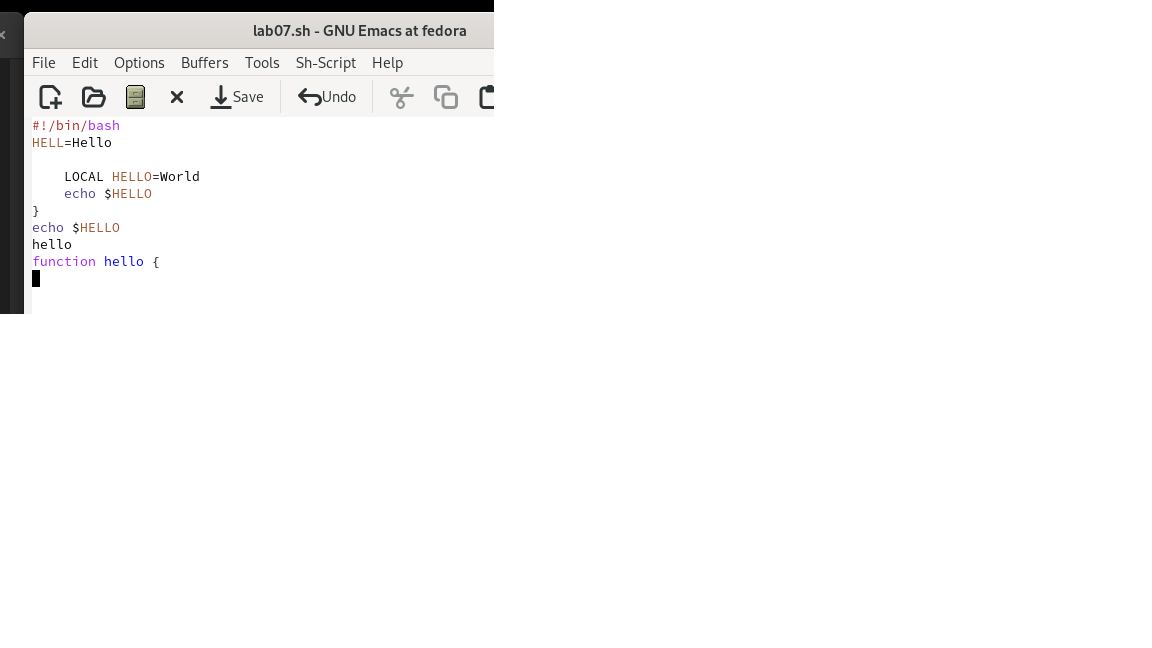 lab07.sh - GNU Emacs at fedora
File Edit Options Buffers Tools Sh-Script Help
Save Undo
#!/bin/bash
HELL=Hello
LOCAL HELLO=World
echo $HELLO
}
echo $HELLO
hello
function hello {